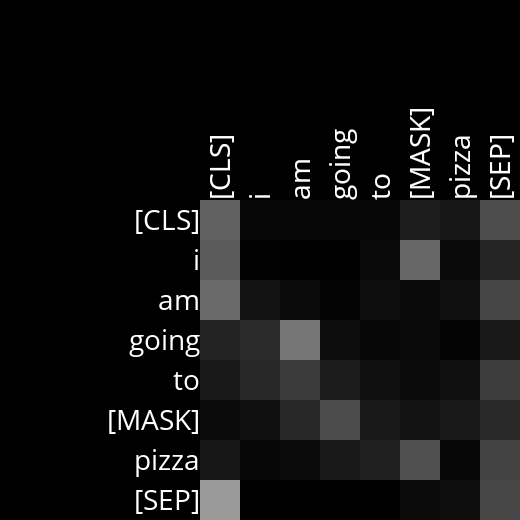 [CLS] i am going to [MASK] pizza [SEP]
[CLS]
i
am
going
to
[MASK]
pizza
[SEP]